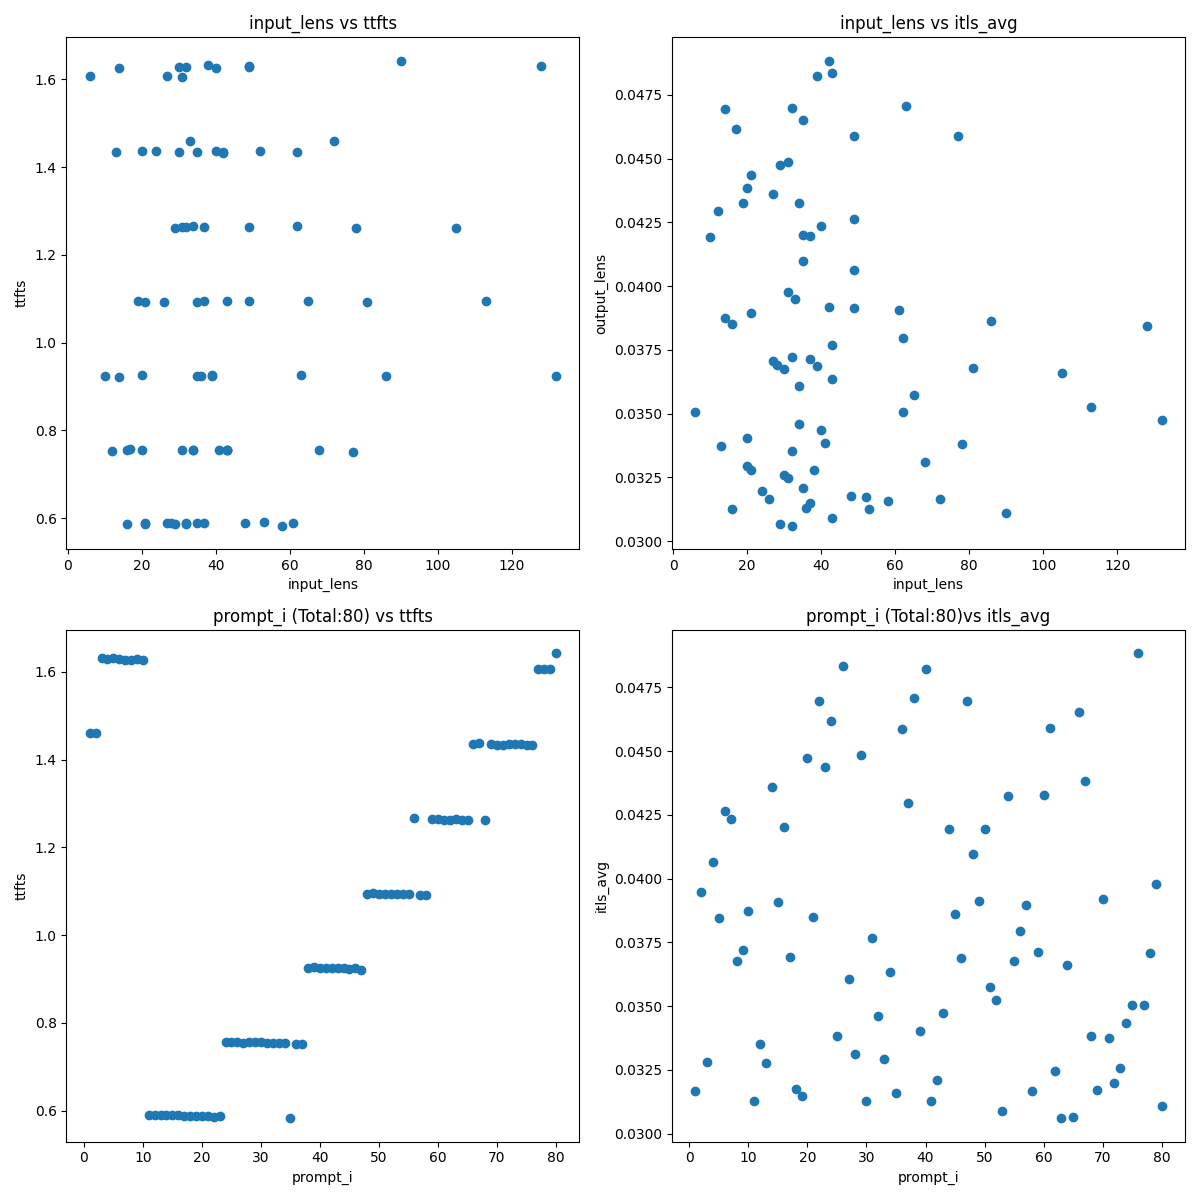 input_lens vs ttfts
1.6
1.4
1.2
1.0
0.8
0.6
ttfts
0 20 40 60 80 100 120
input_lens
input_lens vs itls_avg
0.0475
0.0450
0.0425
0.0400
0.0375
0.0350
0.0325
0.0300
output_lens
0 20 40 60 80 100 120
input_lens
prompt_i (Total:80) vs ttfts
1.6
1.4
1.2
1.0
0.8
0.6
ttfts
0 10 20 30 40 50 60 70 80
prompt_i
prompt_i (Total:80)vs itls_avg
0.0475
0.0450
0.0425
0.0400
0.0375
0.0350
0.0325
0.0300
itls_avg
0 10 20 30 40 50 60 70 80
prompt_i